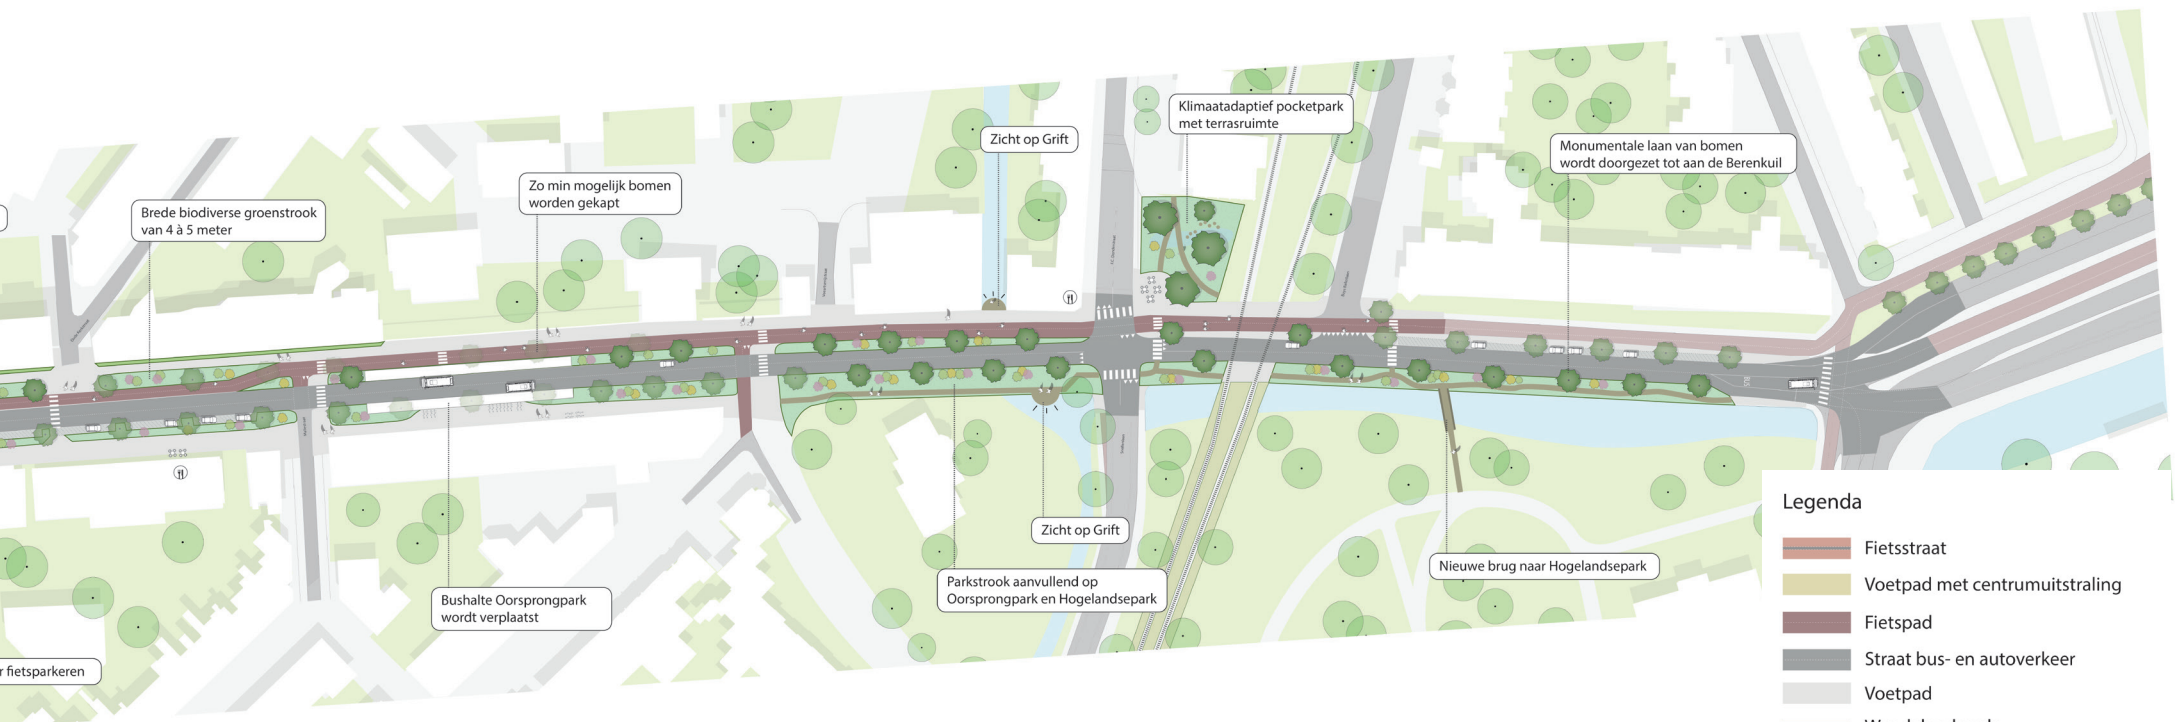 Klimaatadaptief pocketpark
met terrasruimte
Zicht op Grift
Monumentale laan van bomen
wordt doorgezet tot aan de Berenkuil
Zo min mogelijk bomen
worden gekapt
Brede biodiverse groenstrook
van 4 à 5 meter
Zicht op Grift
Nieuwe brug naar Hogelandsepark
Parkstrook aanvullend op
Oorsprongpark en Hogelandsepark
Bushalte Oorsprongpark
wordt verplaatst
r fietsparkeren
Legenda
Fietsstraat
Voetpad met centrumuitstraling
Fietspad
Straat bus- en autoverkeer
Voetpad